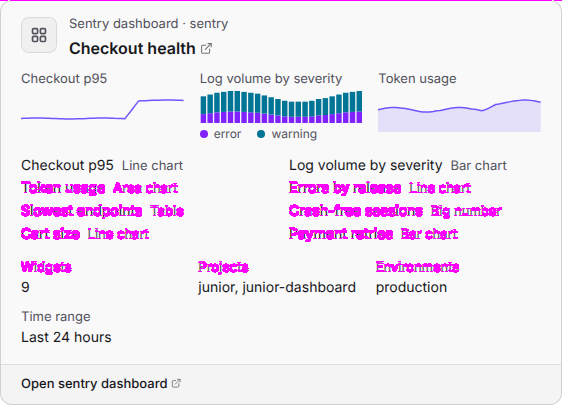 Sentry dashboard · sentry
Checkout health
Checkout p95
Log volume by severity
Token usage
error
warning
Checkout p95 Line chart
Log volume by severity Bar chart
Token usage Area chart
Errors by release Line chart
Slowest endpoints Table
Crash-free sessions Big number
Cart size Line chart
Payment retries Bar chart
Widgets
Projects
Environments
9
junior, junior-dashboard
production
Time range
Last 24 hours
Open sentry dashboard